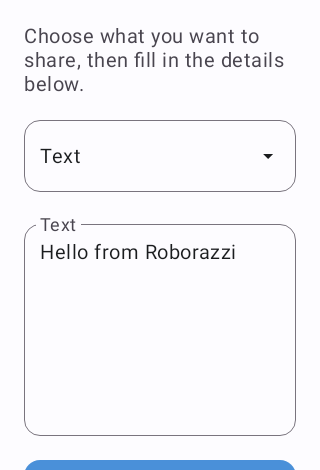 Choose what you want to
share, then fill in the details
below.
Text
Text
Hello from Roborazzi